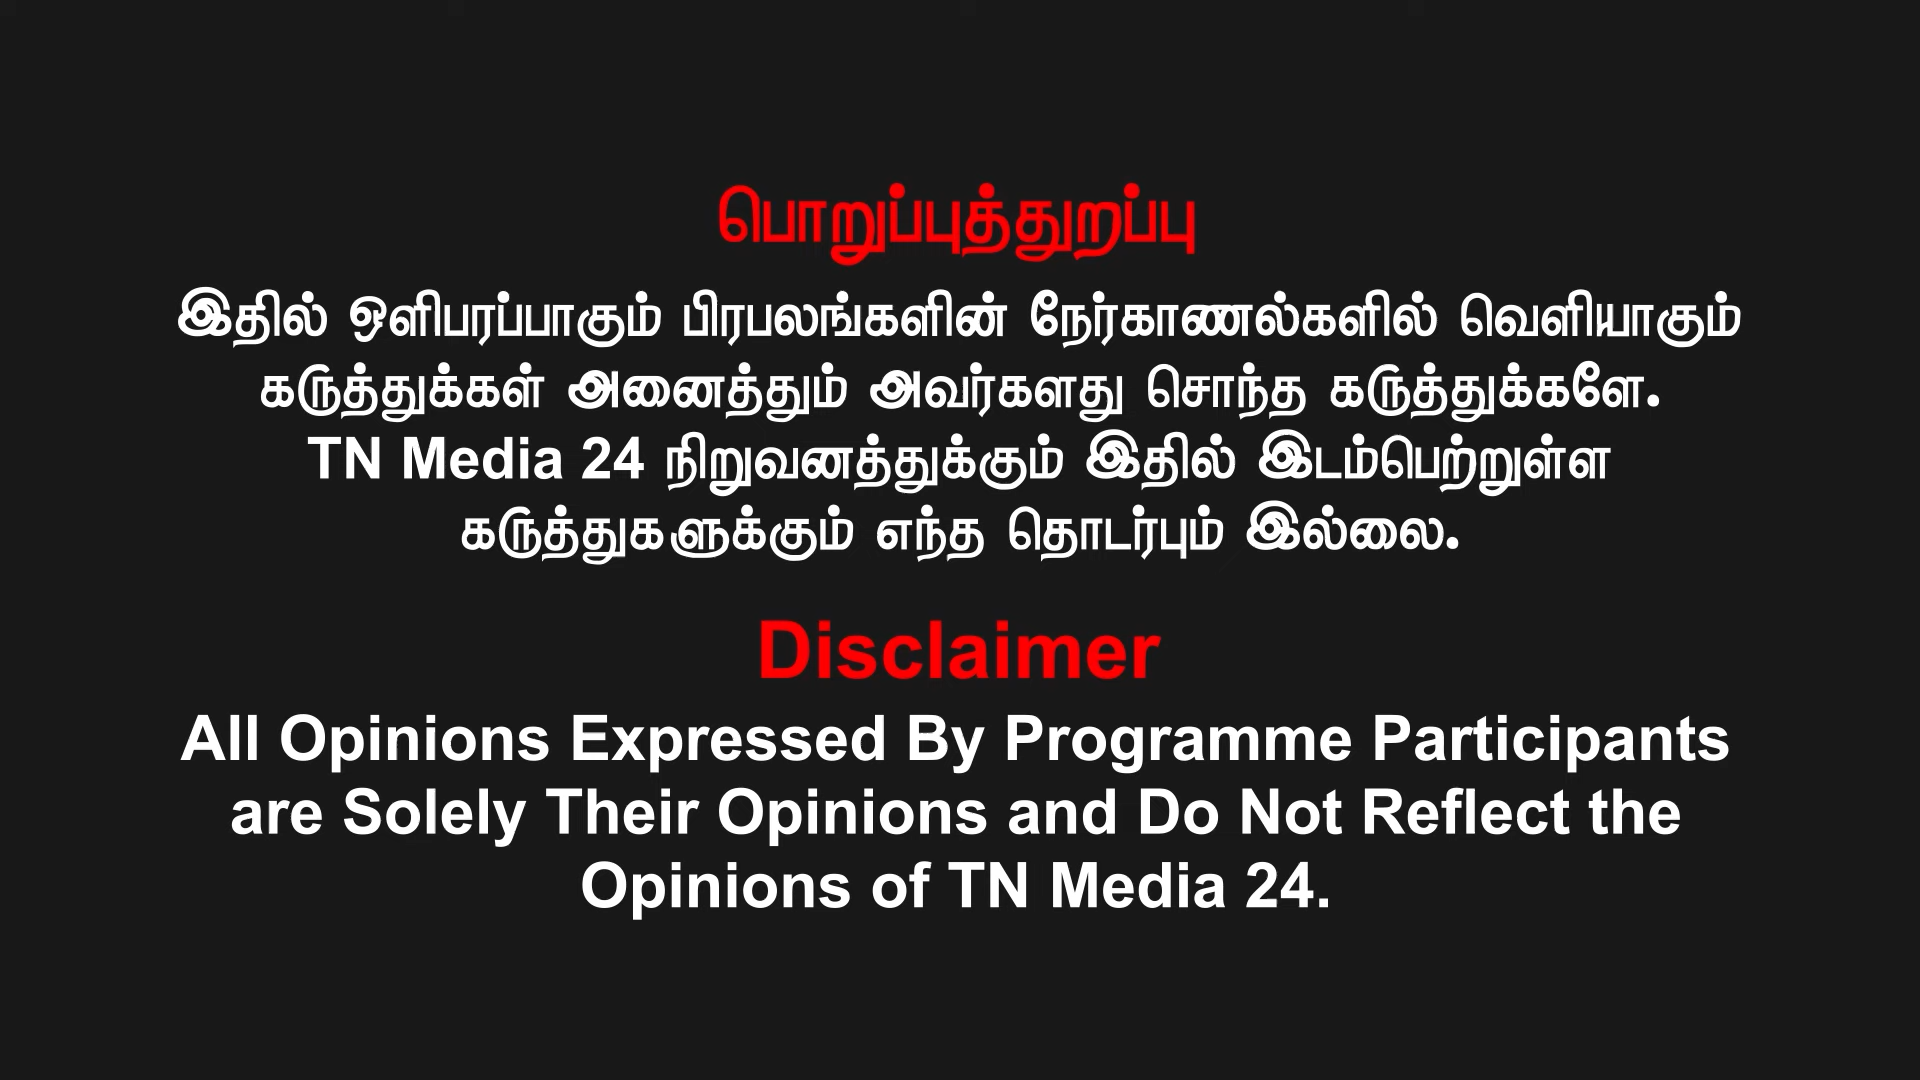 பொறுப்புத்துறப்பு
இதில் ஒளிபரப்பாகும் பிரபலங்களின் நேர்காணல்களில் வெளியாகும்
கருத்துக்கள் அனைத்தும் அவர்களது சொந்த கருத்துக்களே.
TN Media 24 நிறுவனத்துக்கும் இதில் இடம்பெற்றுள்ள
கருத்துகளுக்கும் எந்த தொடர்பும் இல்லை.
Disclaimer
All Opinions Expressed By Programme Participants
are Solely Their Opinions and Do Not Reflect the
Opinions of TN Media 24.